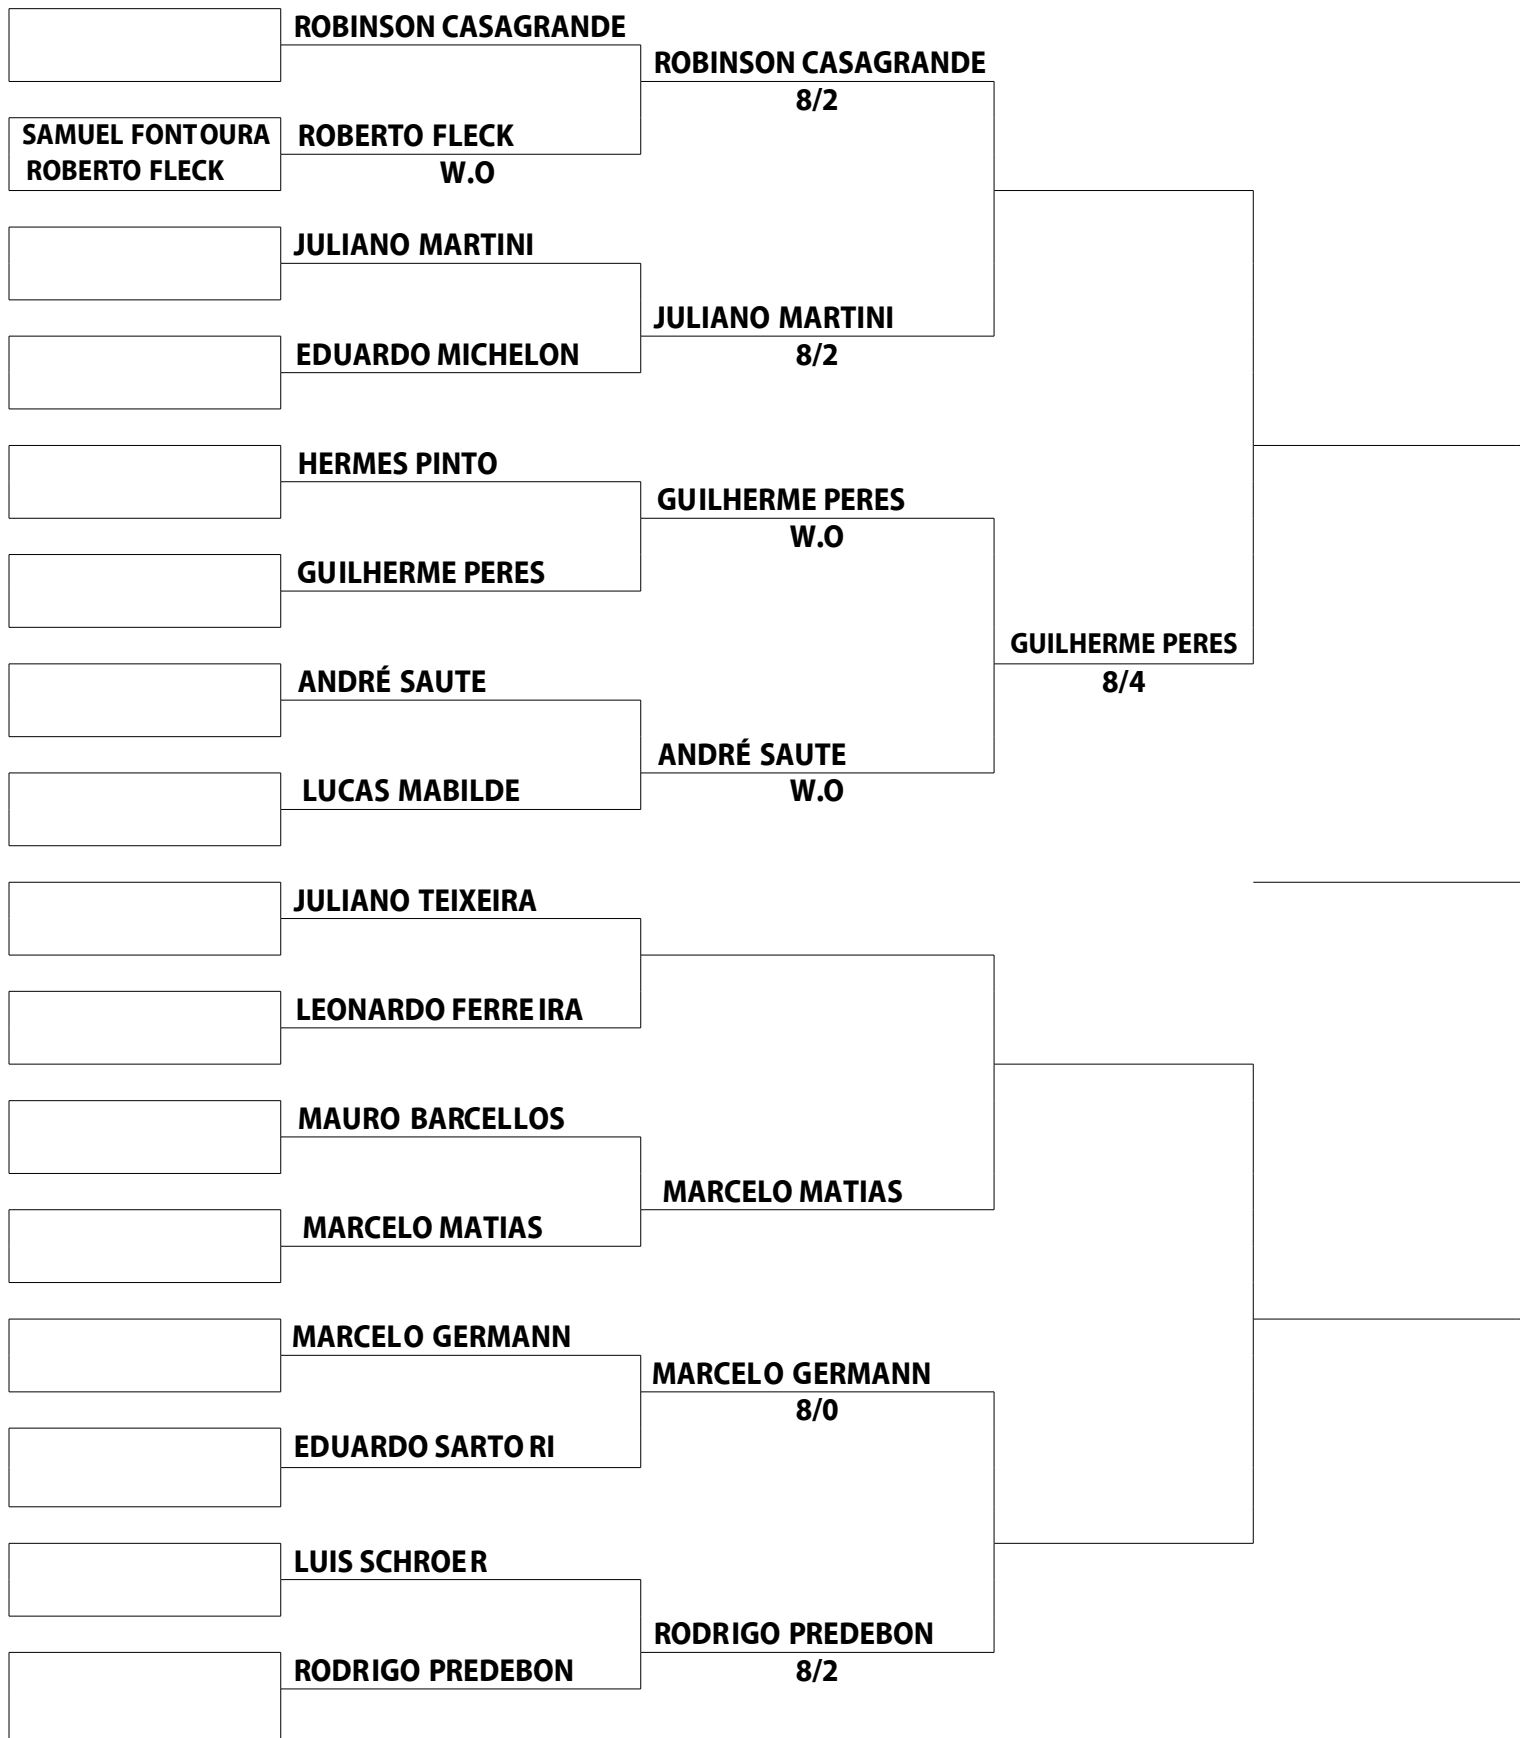 ROBINSON CASAGRANDE
ROBINSON CASAGRANDE
8/2
SAMUEL FONTOURA
ROBERTO FLECK
ROBERTO FLECK
W.O
JULIANO MARTINI
JULIANO MARTINI
8/2
EDUARDO MICHELON
HERMES PINTO
GUILHERME PERES
W.O
GUILHERME PERES
GUILHERME PERES
8/4
ANDRÉ SAUTE
ANDRÉ SAUTE
W.O
LUCAS MABILDE
JULIANO TEIXEIRA
LEONARDO FERREIRA
MAURO BARCELLOS
MARCELO MATIAS
MARCELO MATIAS
MARCELO GERMANN
MARCELO GERMANN
8/0
EDUARDO SARTORI
LUIS SCHROER
RODRIGO PREDEBON
8/2
RODRIGO PREDEBON